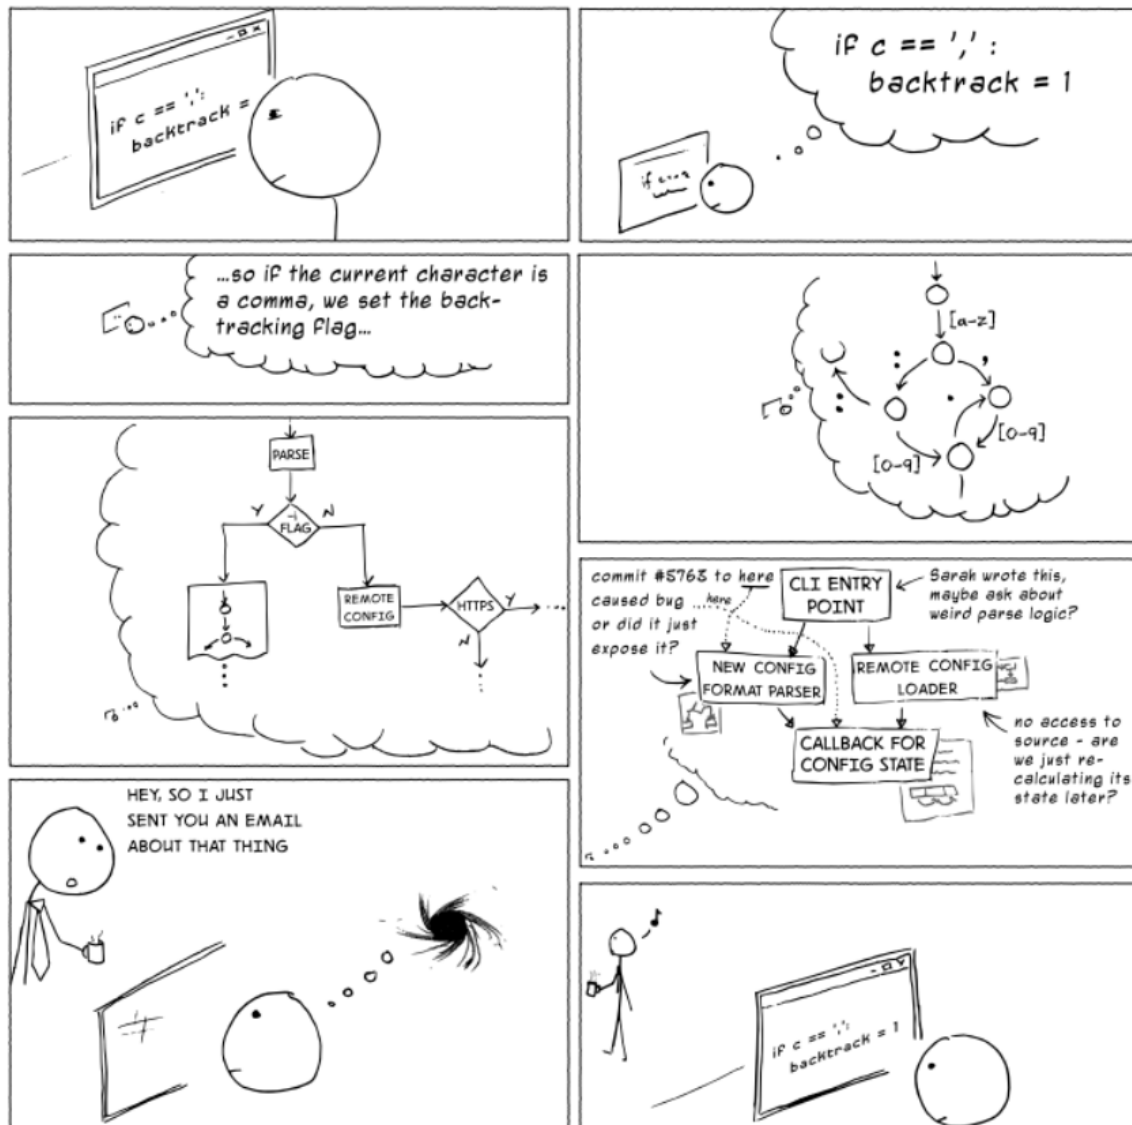 if c == ',':
backtrack =
if c == ',' :
backtrack = 1
...so if the current character is
a comma, we set the back-
tracking flag...
[a-z]
,
:
.
:
[0-9]
[0-9]
PARSE
Y
-i
FLAG
N
REMOTE
CONFIG
HTTPS
Y
N
commit #5763 to here
caused bug
here
or did it just
expose it?
CLI ENTRY
POINT
Sarah wrote this,
maybe ask about
weird parse logic?
NEW CONFIG
FORMAT PARSER
REMOTE CONFIG
LOADER
CALLBACK FOR
CONFIG STATE
no access to
source - are
we just re-
calculating its
state later?
HEY, SO I JUST
SENT YOU AN EMAIL
ABOUT THAT THING
if c == ',':
backtrack = 1